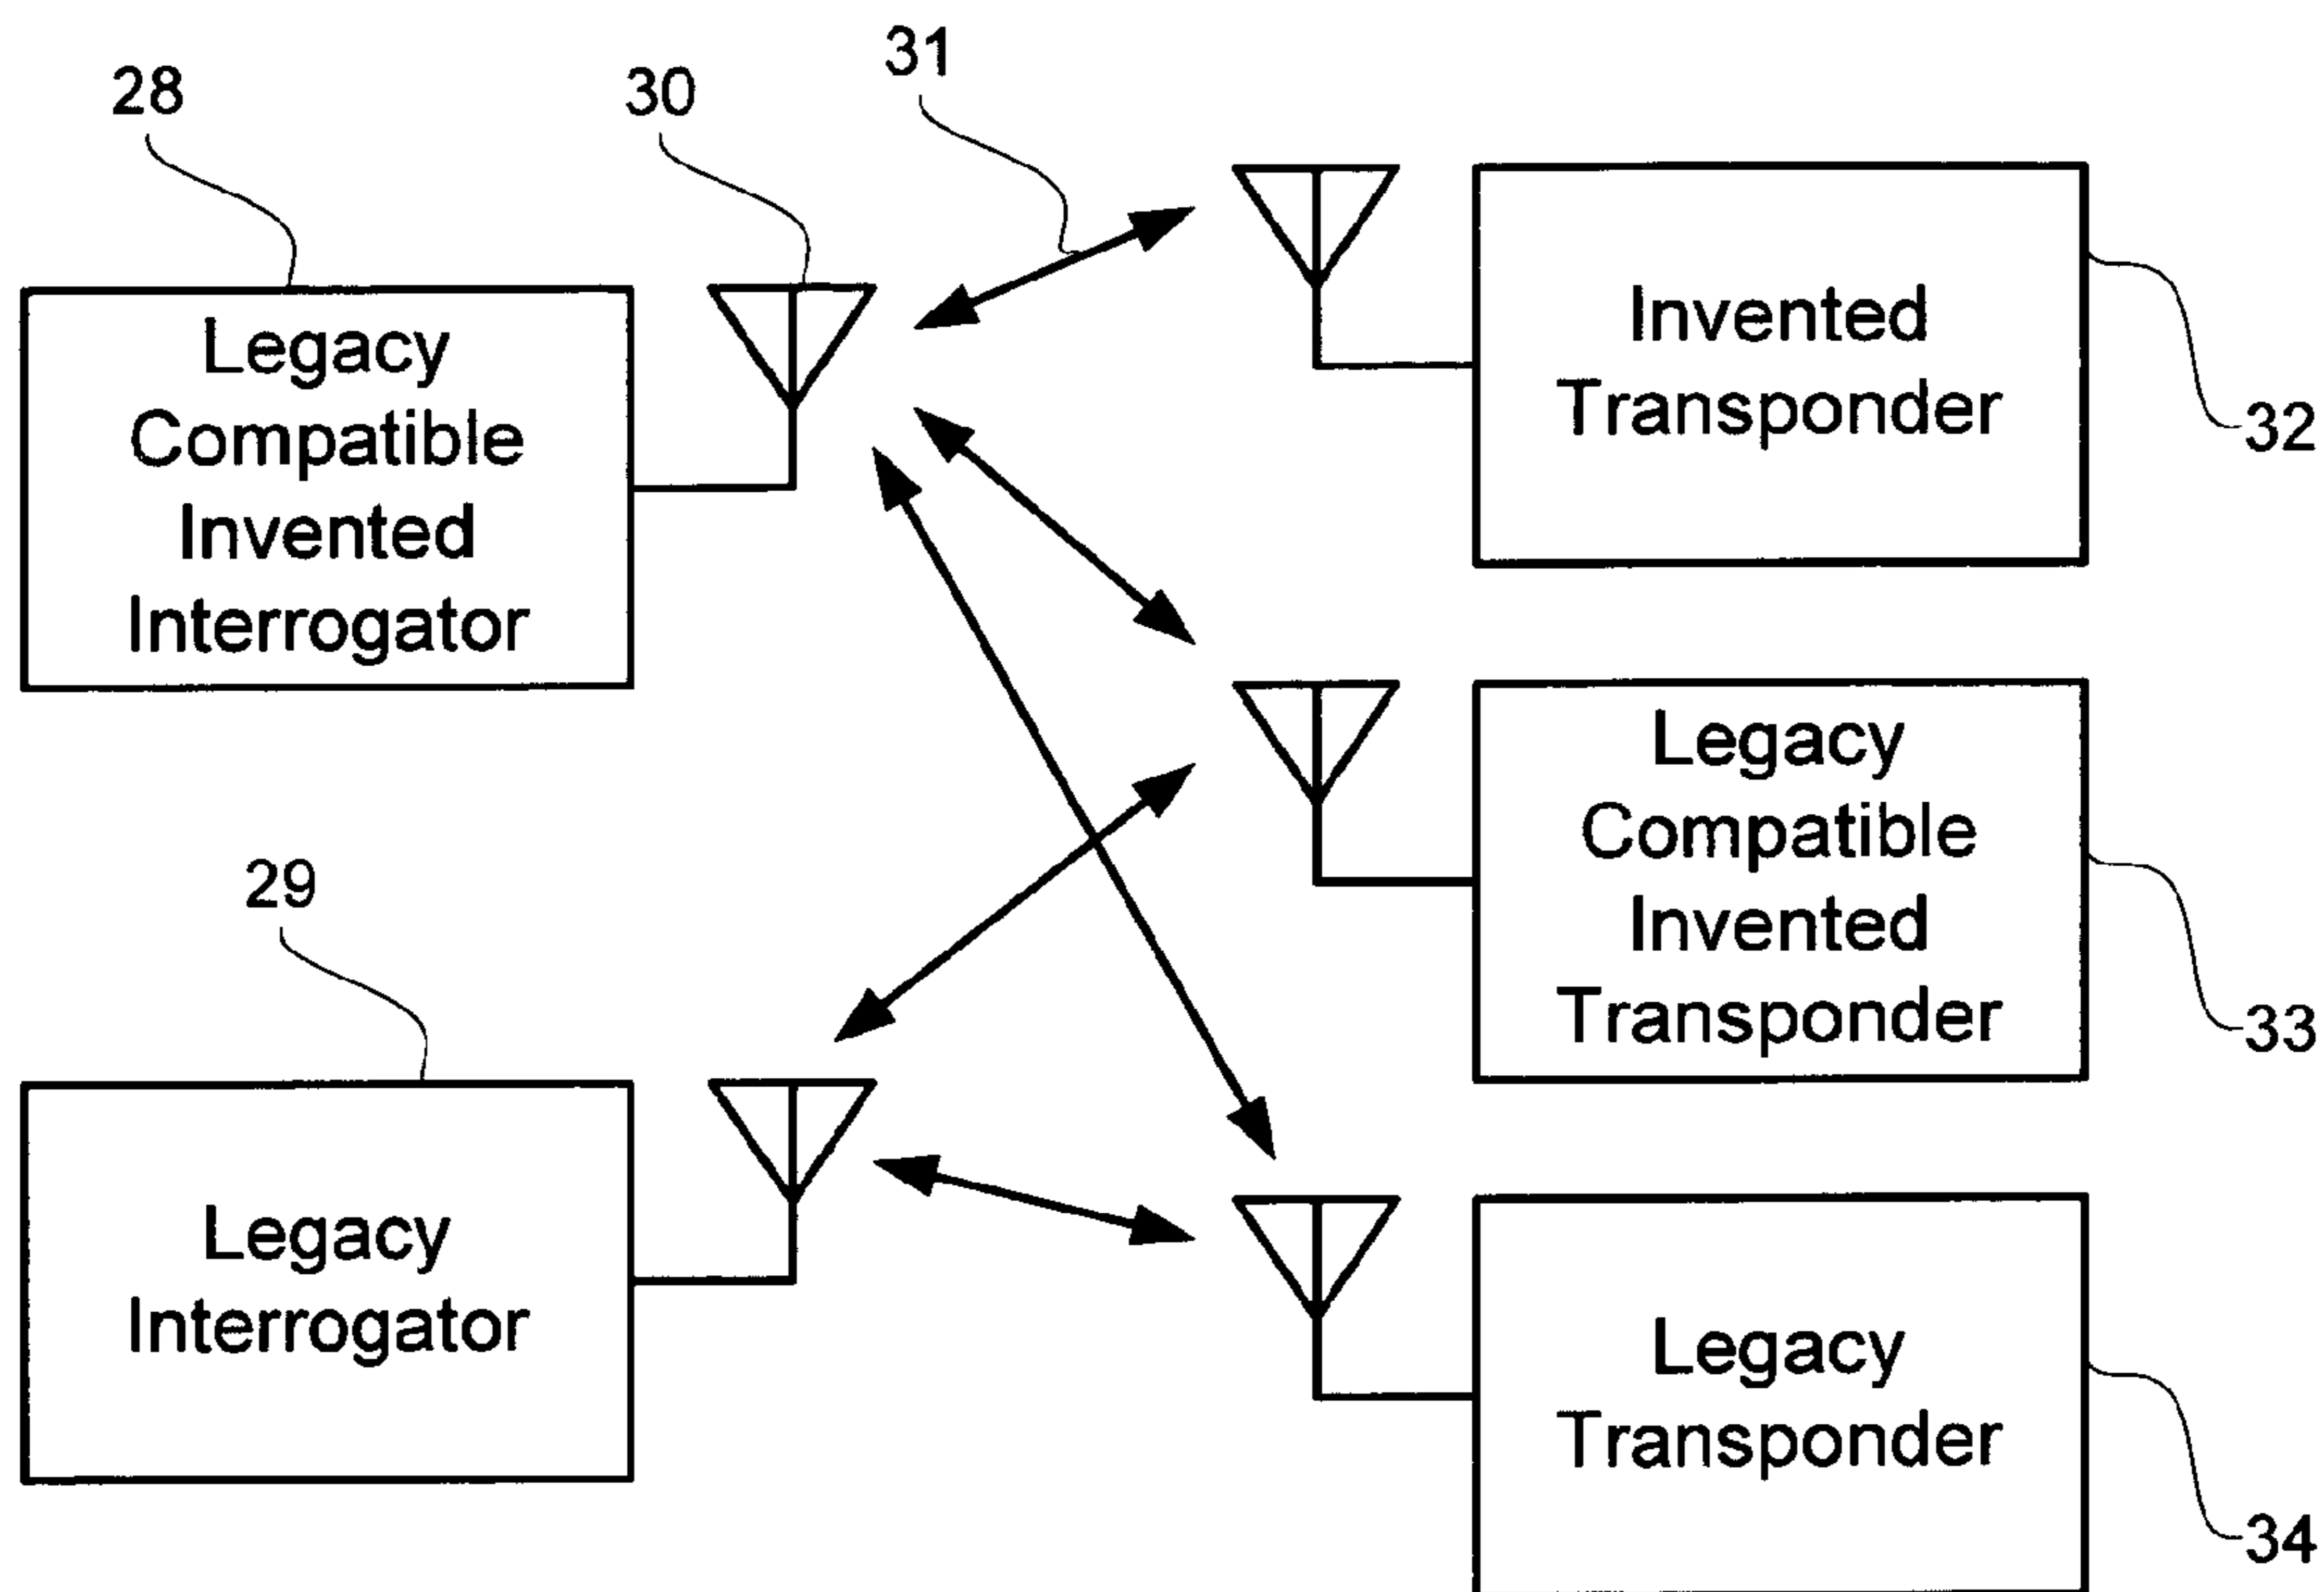 31
28
30
Legacy
Compatible
Invented
Interrogator
Invented
Transponder
32
Legacy
Compatible
Invented
Transponder
33
29
Legacy
Interrogator
Legacy
Transponder
34